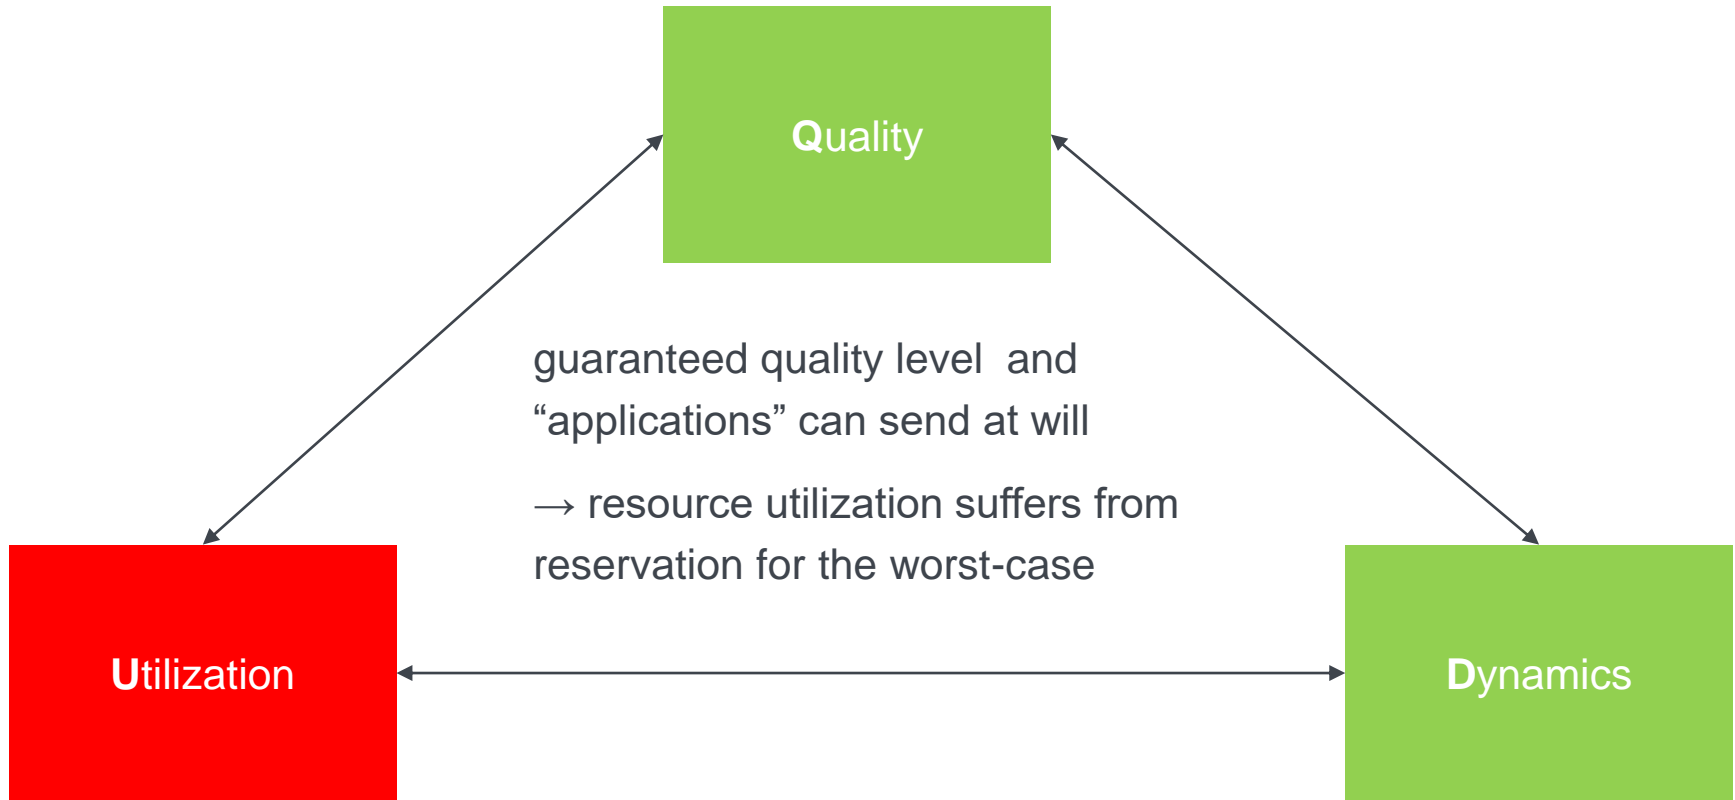 Quality
guaranteed quality level  and
“applications” can send at will
→ resource utilization suffers from
reservation for the worst-case
Utilization
Dynamics